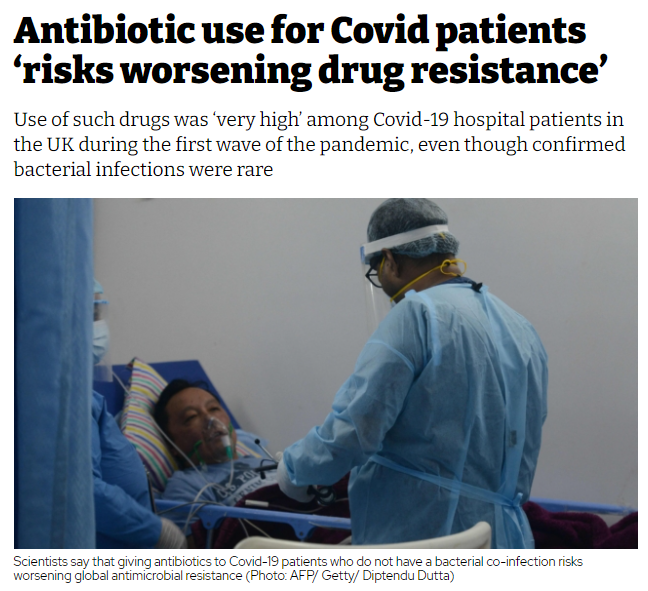 Antibiotic use for Covid patients
‘risks worsening drug resistance’
Use of such drugs was ‘very high’ among Covid-19 hospital patients in
the UK during the first wave of the pandemic, even though confirmed
bacterial infections were rare
Scientists say that giving antibiotics to Covid-19 patients who do not have a bacterial co-infection risks
worsening global antimicrobial resistance (Photo: AFP/ Getty/ Diptendu Dutta)